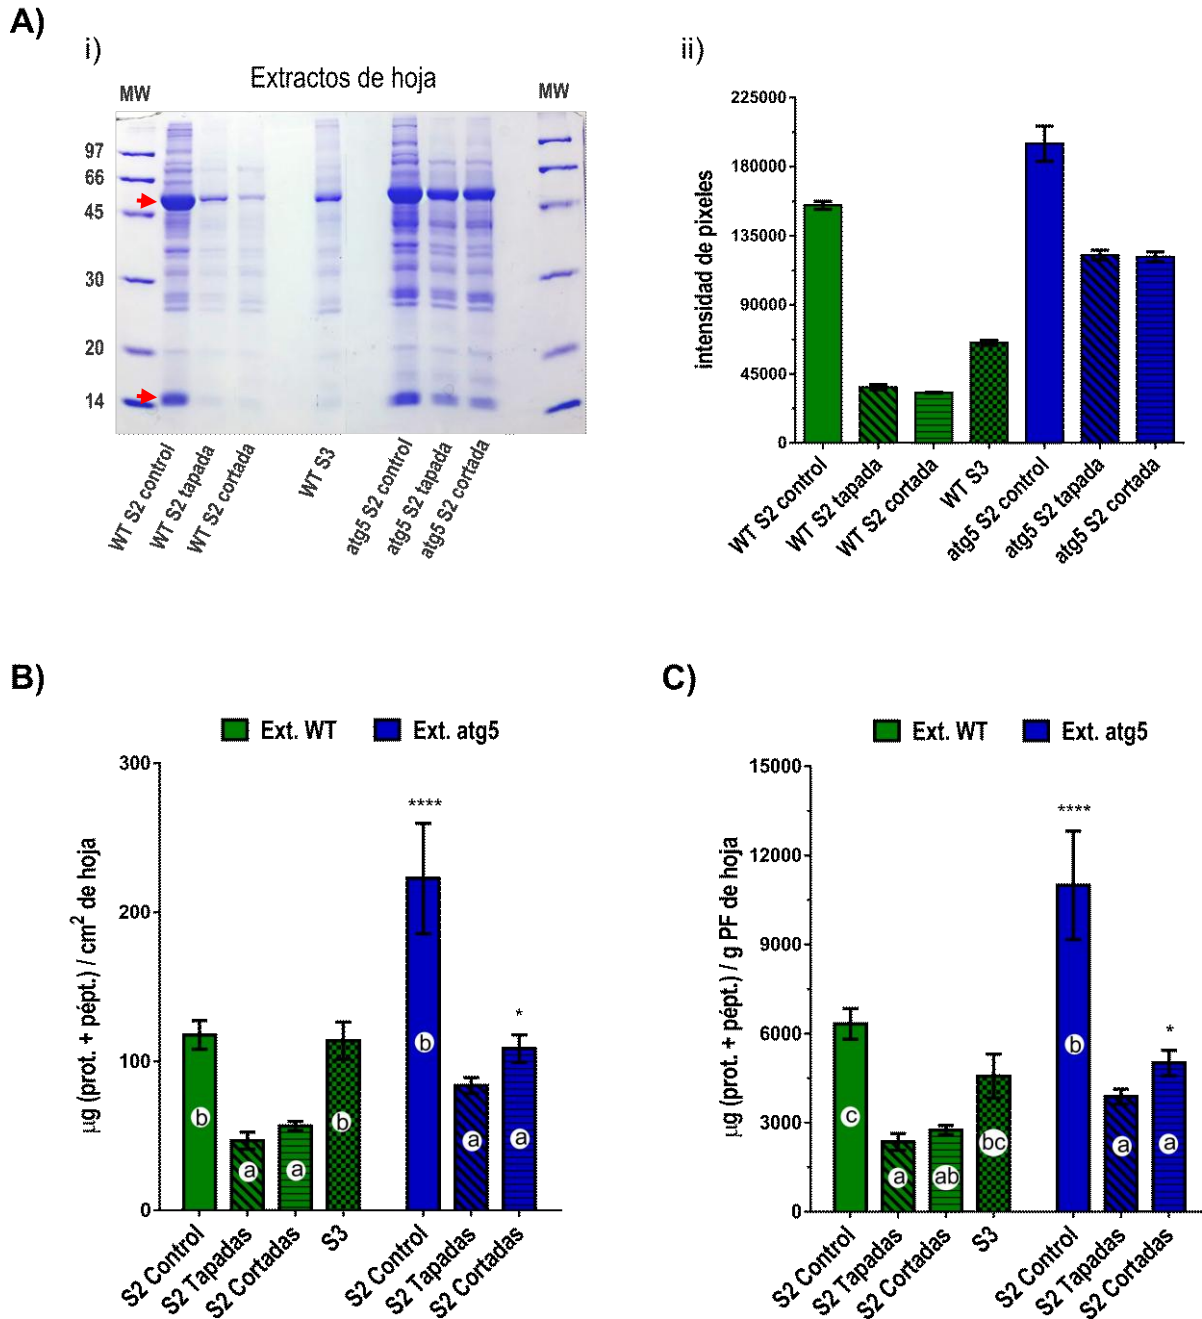 A)
i)
Extractos de hoja
MW
MW
97
66
45
30
20
14
WT S2 control
WT S2 tapada
WT S2 cortada
WT S3
atg5 S2 control
atg5 S2 tapada
atg5 S2 cortada
ii)
intensidad de pixeles
225000
180000
135000
90000
45000
0
WT S2 control
WT S2 tapada
WT S2 cortada
WT S3
atg5 S2 control
atg5 S2 tapada
atg5 S2 cortada
B)
Ext. WT
Ext. atg5
µg (prot. + pépt.) / cm² de hoja
300
200
100
0
b
a
a
b
****
b
a
*
a
S2 Control
S2 Tapadas
S2 Cortadas
S3
S2 Control
S2 Tapadas
S2 Cortadas
C)
Ext. WT
Ext. atg5
µg (prot. + pépt.) / g PF de hoja
15000
12000
9000
6000
3000
0
c
a
ab
bc
****
b
a
*
a
S2 Control
S2 Tapadas
S2 Cortadas
S3
S2 Control
S2 Tapadas
S2 Cortadas